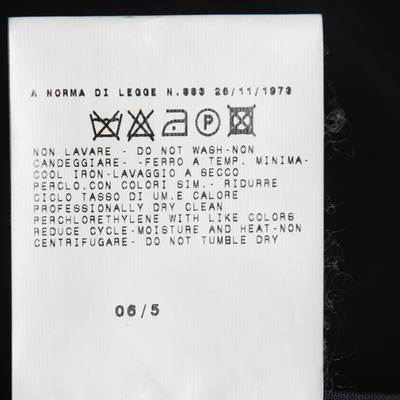 A NORMA DI LEGGE N.883 26/11/1973
P
NON LAVARE - DO NOT WASH-NON
CANDEGGIARE- -FERRO A TEMP. MINIMA-
COOL IRON-LAVAGGIO A SECCO
PERCLO.CON COLORI SIM.- RIDURRE
CICLO TASSO DI UM.E CALORE
PROFESSIONALLY DRY CLEAN
PERCHLORETHYLENE WITH LIKE COLORS
REDUCE CYCLE-MOISTURE AND HEAT-NON
CENTRIFUGARE- DO NOT TUMBLE DRY
06/5